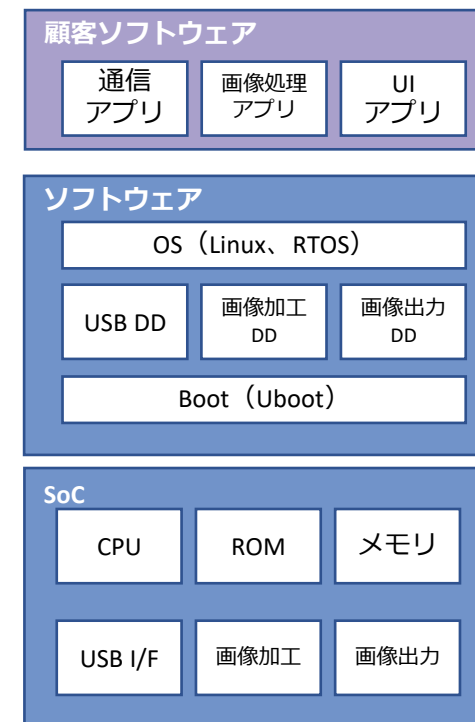 顧客ソフトウェア
通信
アプリ
画像処理
アプリ
UI
アプリ
ソフトウェア
OS（Linux、RTOS）
USB DD
画像加工
DD
画像出力
DD
Boot（Uboot）
SoC
CPU
ROM
メモリ
USB I/F
画像加工
画像出力